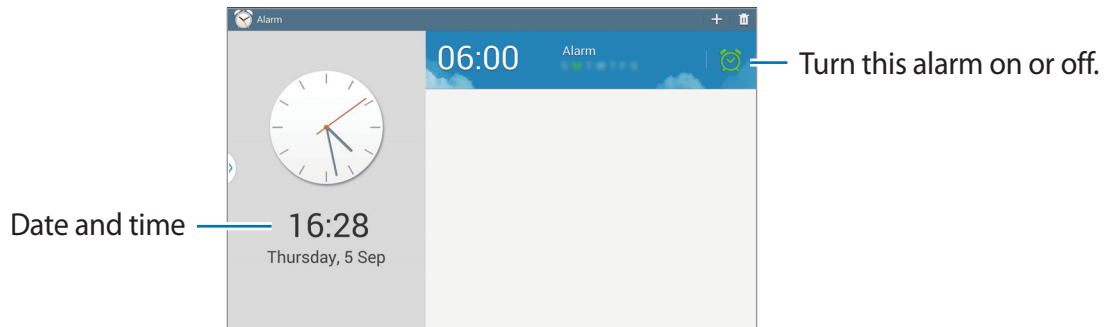 Alarm
06:00
Alarm
Turn this alarm on or off.
Date and time
16:28
Thursday, 5 Sep